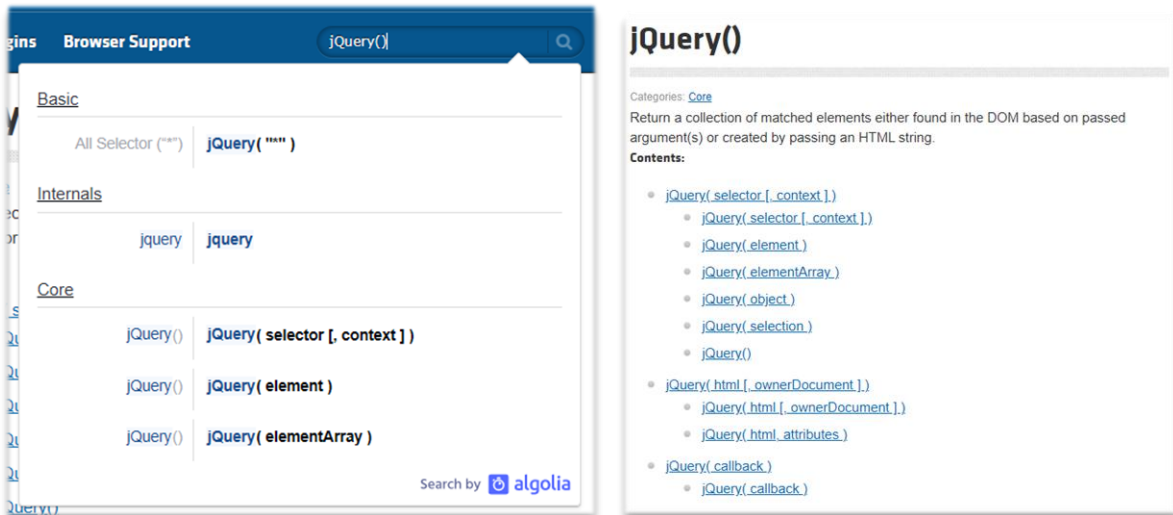 gins Browser Support jQuery()
Basic
All Selector ("*") jQuery( "*" )
Internals
jquery jquery
Core
jQuery() jQuery( selector [, context ] )
jQuery() jQuery( element )
jQuery() jQuery( elementArray )
Search by algolia
jQuery()
Categories: Core
Return a collection of matched elements either found in the DOM based on passed
argument(s) or created by passing an HTML string.
Contents:
jQuery( selector [, context ] )
jQuery( selector [, context ] )
jQuery( element )
jQuery( elementArray )
jQuery( object )
jQuery( selection )
jQuery()
jQuery( html [, ownerDocument ] )
jQuery( html [, ownerDocument ] )
jQuery( html, attributes )
jQuery( callback )
jQuery( callback )